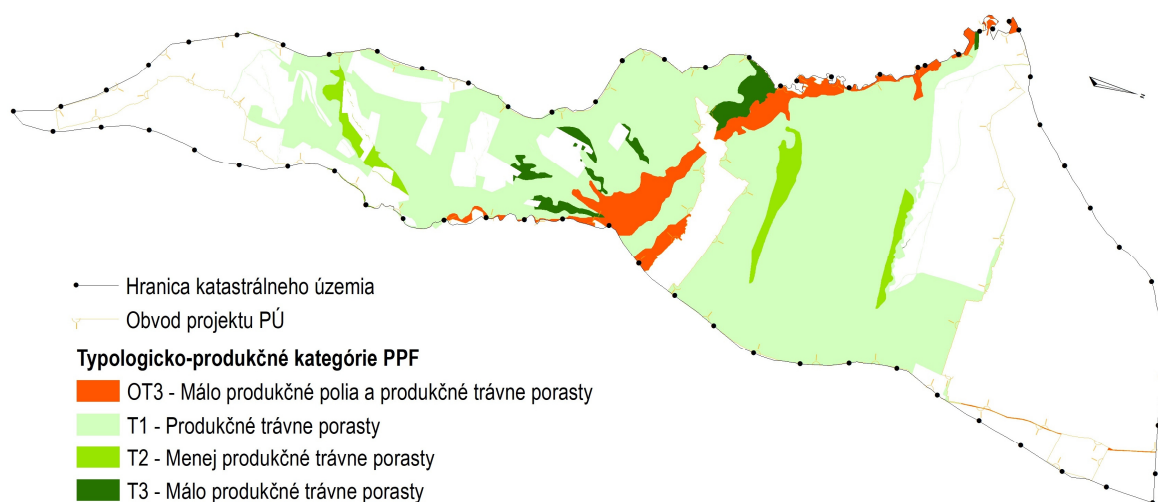 N
Hranica katastrálneho územia
Obvod projektu PÚ
Typologicko-produkčné kategórie PPF
OT3 - Málo produkčné polia a produkčné trávne porasty
T1 - Produkčné trávne porasty
T2 - Menej produkčné trávne porasty
T3 - Málo produkčné trávne porasty